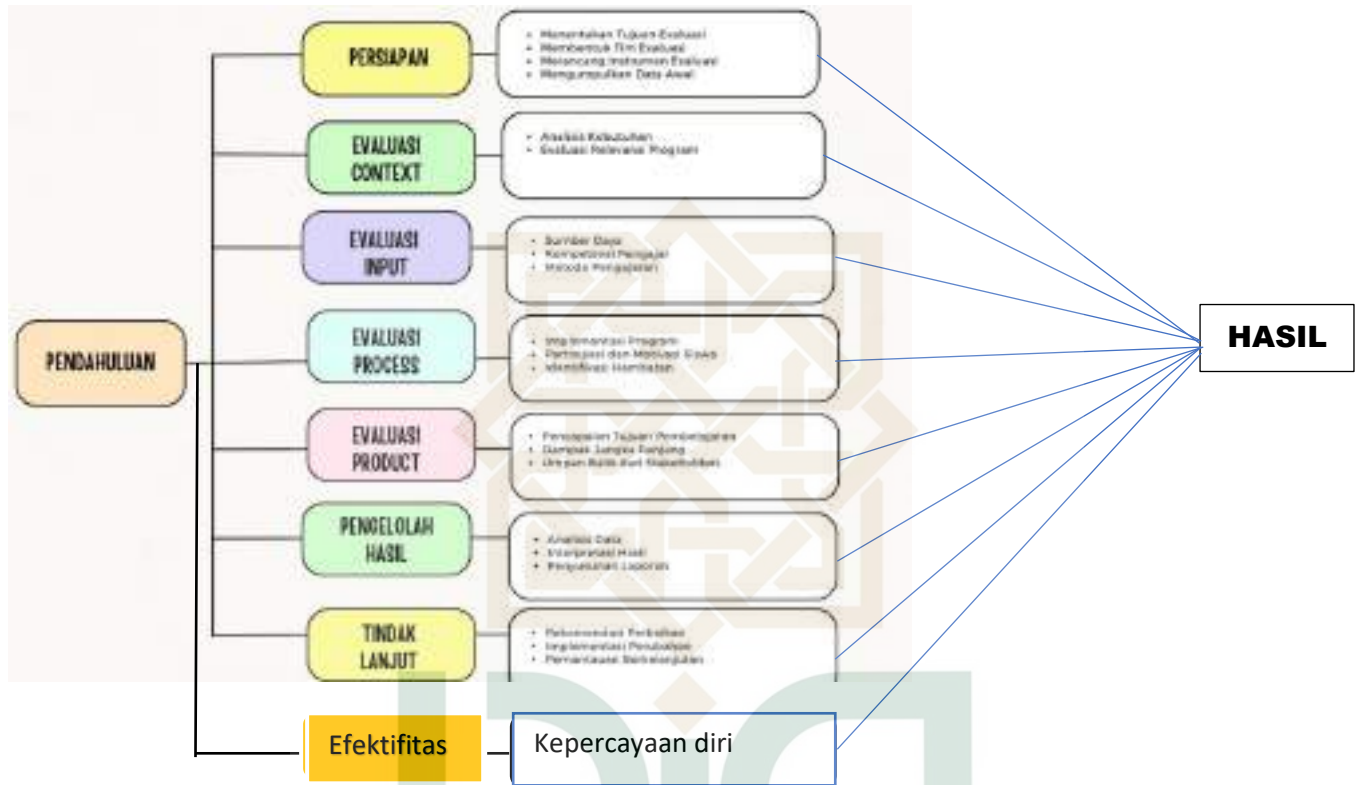 PERSIAPAN
• Menentukan Tujuan Evaluasi
• Membentuk Tim Evaluasi
• Merancang Instrumen Evaluasi
• Mengumpulkan Data Awal
EVALUASI
CONTEXT
• Analisis Kebutuhan
• Evaluasi Relevansi Program
EVALUASI
INPUT
• Sumber Daya
• Kompetensi Pengajar
• Metode Pengajaran
PENDAHULUAN
EVALUASI
PROCESS
• Implementasi Program
• Partisipasi dan Motivasi Siswa
• Identifikasi Hambatan
HASIL
EVALUASI
PRODUCT
• Pencapaian Tujuan Pembelajaran
• Dampak Jangka Panjang
• Umpan Balik dari Stakeholder
PENGELOLAH
HASIL
• Analisis Data
• Interpretasi Hasil
• Penyusunan Laporan
TINDAK
LANJUT
• Rekomendasi Perbaikan
• Implementasi Perubahan
• Pemantauan Berkelanjutan
Efektifitas
Kepercayaan diri